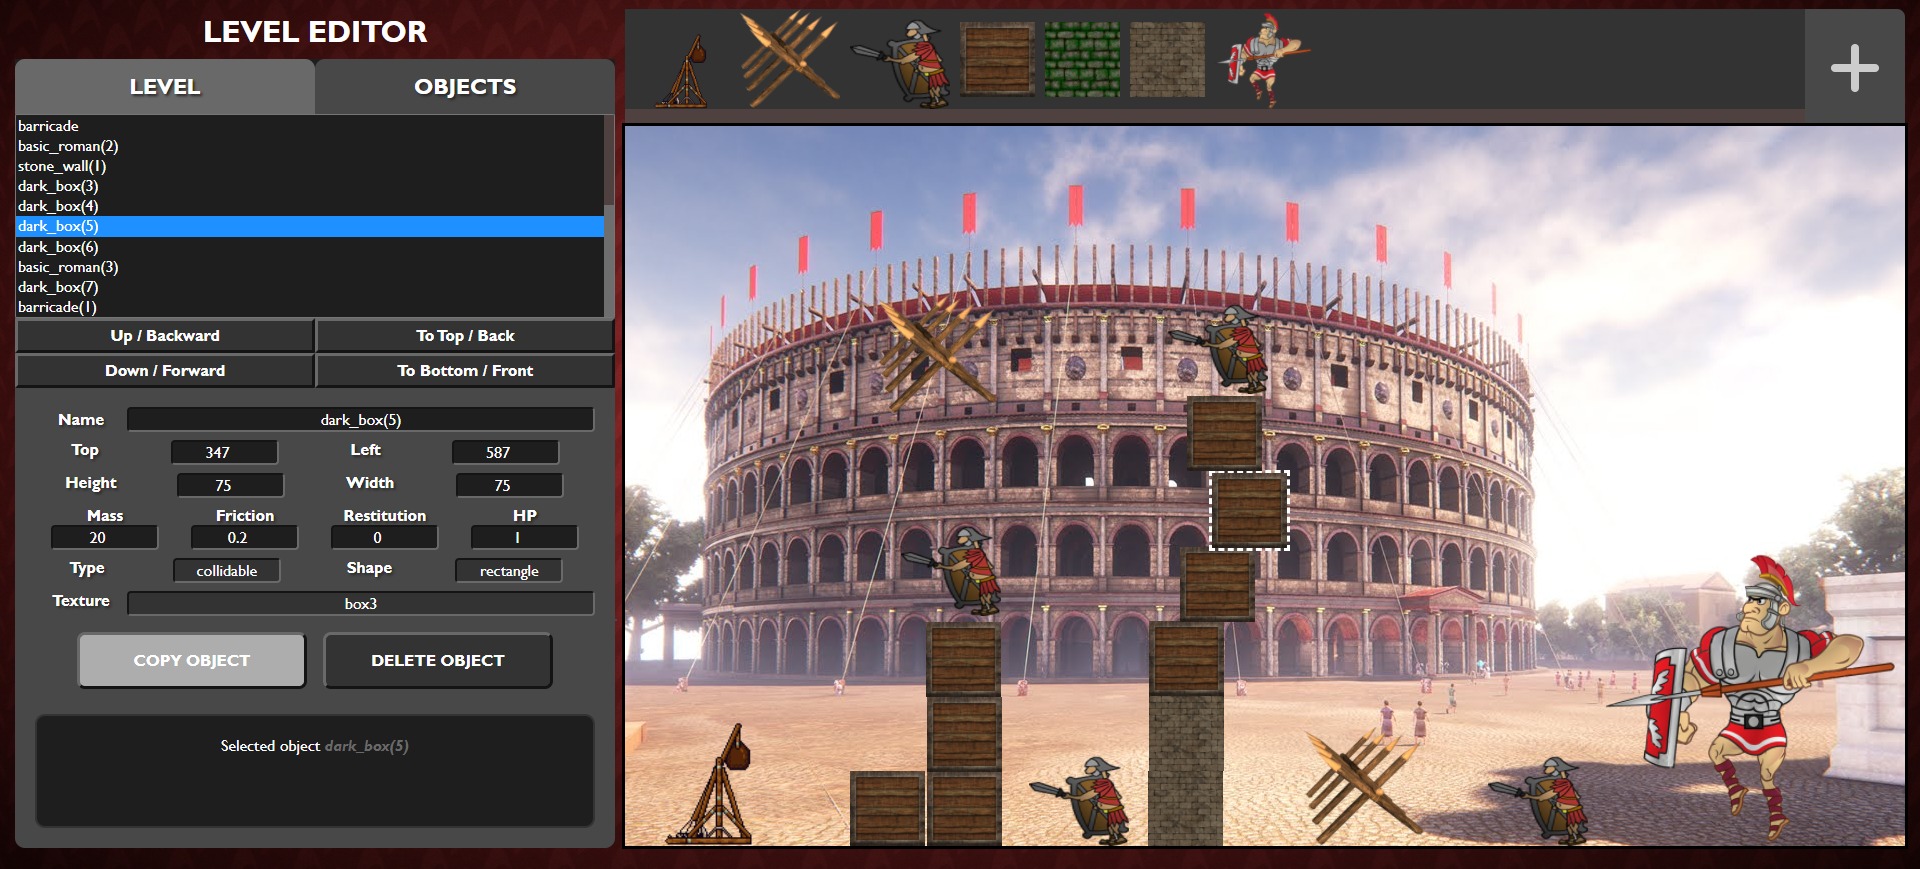 LEVEL EDITOR
LEVEL
OBJECTS
barricade
basic_roman(2)
stone_wall(1)
dark_box(3)
dark_box(4)
dark_box(5)
dark_box(6)
basic_roman(3)
dark_box(7)
barricade(1)
Up / Backward
To Top / Back
Down / Forward
To Bottom / Front
Name dark_box(5)
Top 347 Left 587
Height 75 Width 75
Mass Friction Restitution HP
20 0.2 0 1
Type collidable Shape rectangle
Texture box3
COPY OBJECT
DELETE OBJECT
Selected object dark_box(5)